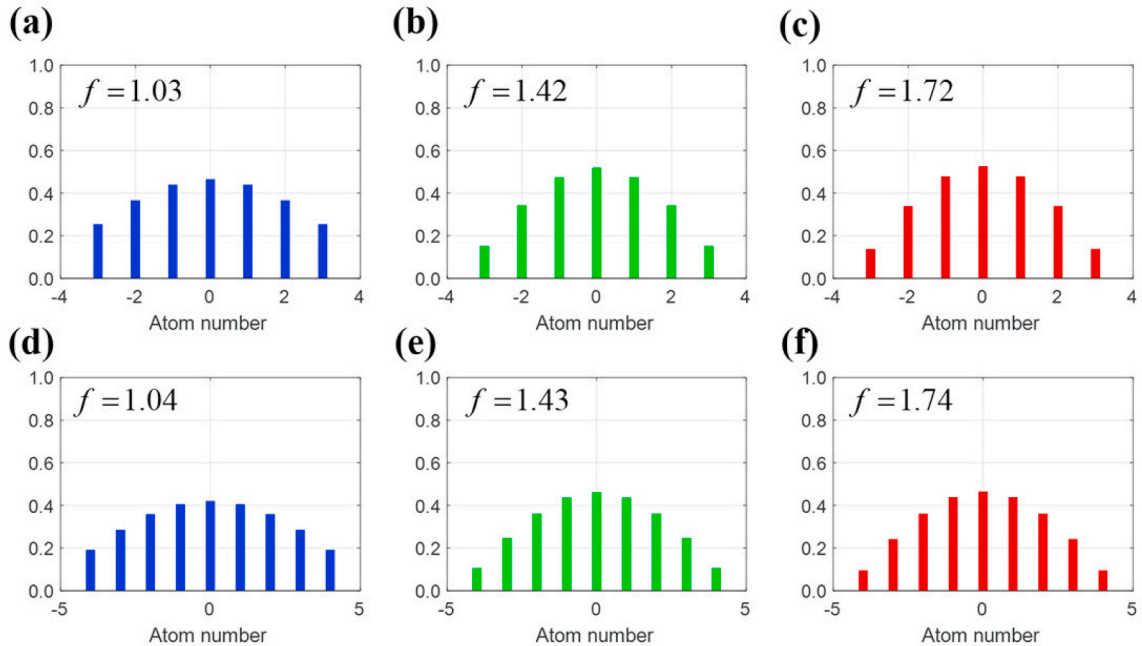 (a) (b) (c)
1.0 1.0 1.0
f = 1.03 f = 1.42 f = 1.72
0.8 0.8 0.8
0.6 0.6 0.6
0.4 0.4 0.4
0.2 0.2 0.2
0.0 0.0 0.0
-4 -2 0 2 4 -4 -2 0 2 4 -4 -2 0 2 4
Atom number Atom number Atom number
(d) (e) (f)
1.0 1.0 1.0
f = 1.04 f = 1.43 f = 1.74
0.8 0.8 0.8
0.6 0.6 0.6
0.4 0.4 0.4
0.2 0.2 0.2
0.0 0.0 0.0
-5 0 5 -5 0 5 -5 0 5
Atom number Atom number Atom number